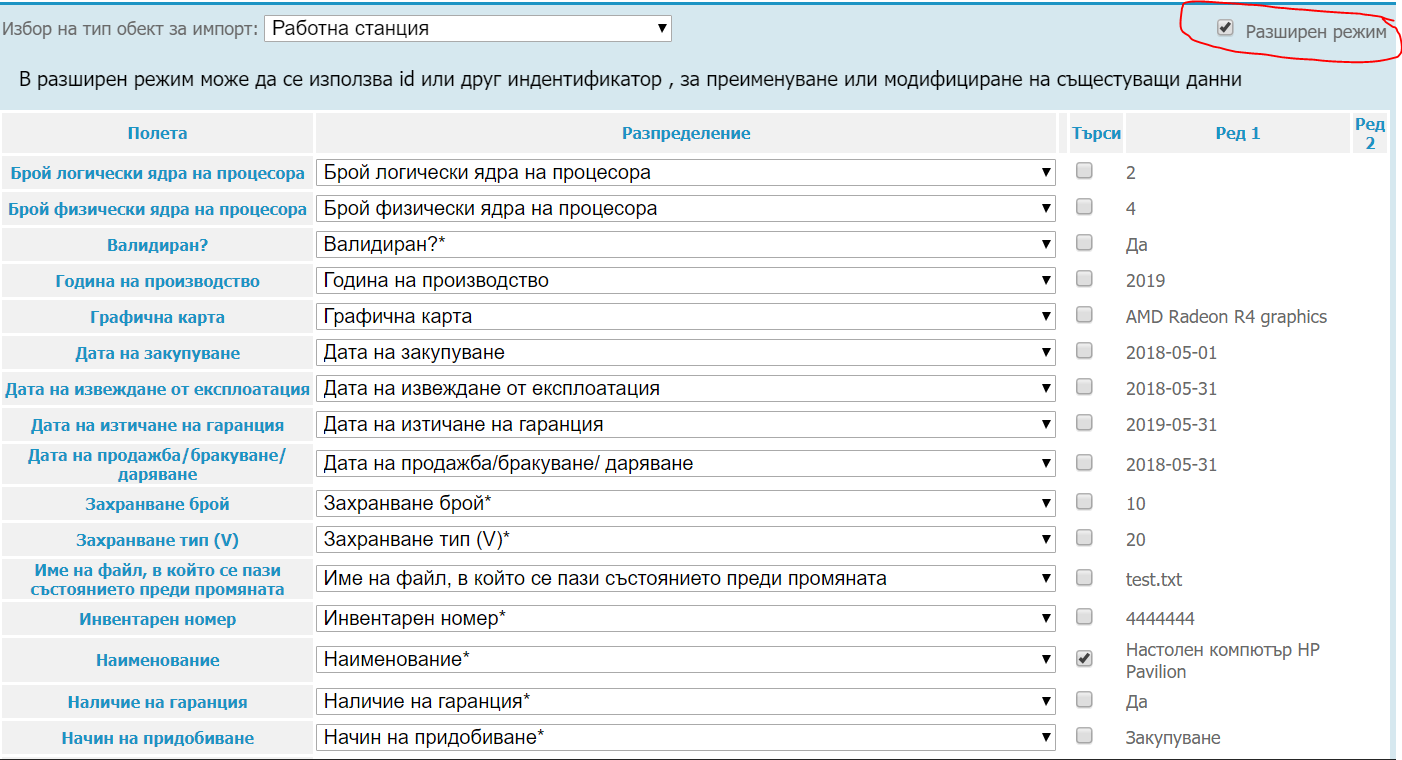 Избор на тип обект за импорт: Работна станция Разширен режим
В разширен режим може да се използва id или друг индентификатор , за преименуване или модифициране на същестуващи данни
Полета Разпределение Търси Ред 1 Ред 2
Брой логически ядра на процесора Брой логически ядра на процесора 2
Брой физически ядра на процесора Брой физически ядра на процесора 4
Валидиран? Валидиран?* Да
Година на производство Година на производство 2019
Графична карта Графична карта AMD Radeon R4 graphics
Дата на закупуване Дата на закупуване 2018-05-01
Дата на извеждане от експлоатация Дата на извеждане от експлоатация 2018-05-31
Дата на изтичане на гаранция Дата на изтичане на гаранция 2019-05-31
Дата на продажба/бракуване/
даряване Дата на продажба/бракуване/ даряване 2018-05-31
Захранване брой Захранване брой* 10
Захранване тип (V) Захранване тип (V)* 20
Име на файл, в който се пази
състоянието преди промяната Име на файл, в който се пази състоянието преди промяната test.txt
Инвентарен номер Инвентарен номер* 4444444
Наименование Наименование* Настолен компютър HP
Pavilion
Наличие на гаранция Наличие на гаранция* Да
Начин на придобиване Начин на придобиване* Закупуване